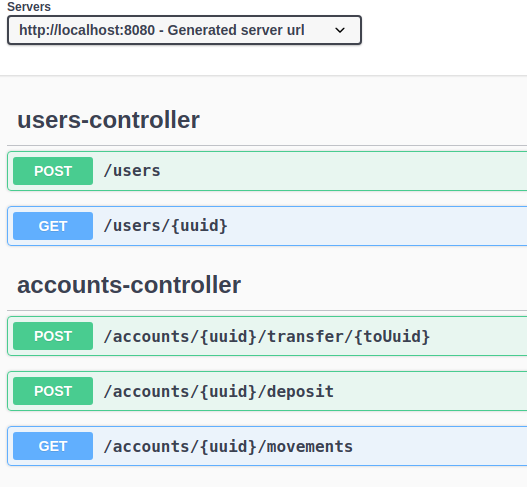 Servers
http://localhost:8080 - Generated server url
users-controller
POST /users
GET /users/{uuid}
accounts-controller
POST /accounts/{uuid}/transfer/{toUuid}
POST /accounts/{uuid}/deposit
GET /accounts/{uuid}/movements